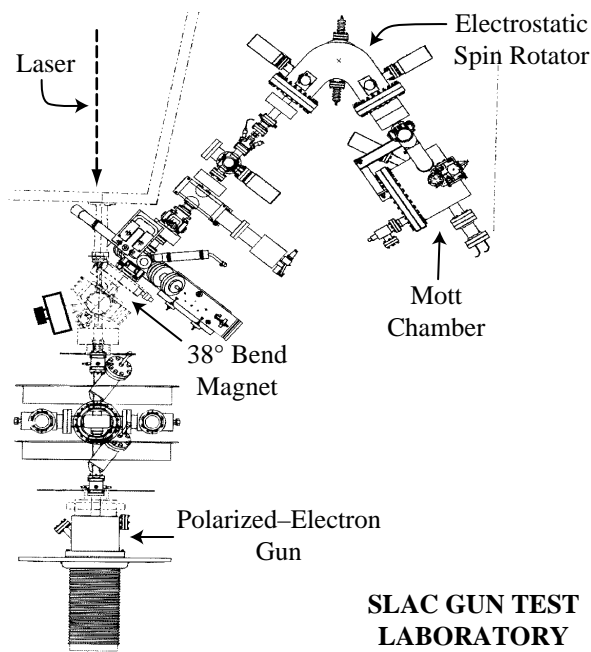 Electrostatic
Spin Rotator
Laser
Mott
Chamber
38° Bend
Magnet
Polarized–Electron
Gun
SLAC GUN TEST
LABORATORY